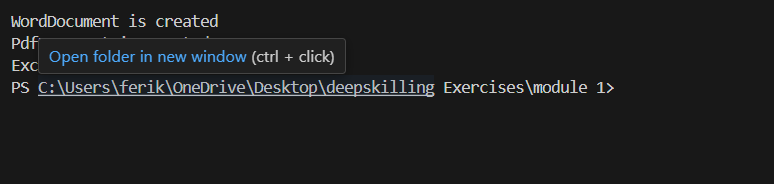 WordDocument is created
Pdf
Open folder in new window (ctrl + click)
Exc
PS C:\Users\ferik\OneDrive\Desktop\deepskilling Exercises\module 1>